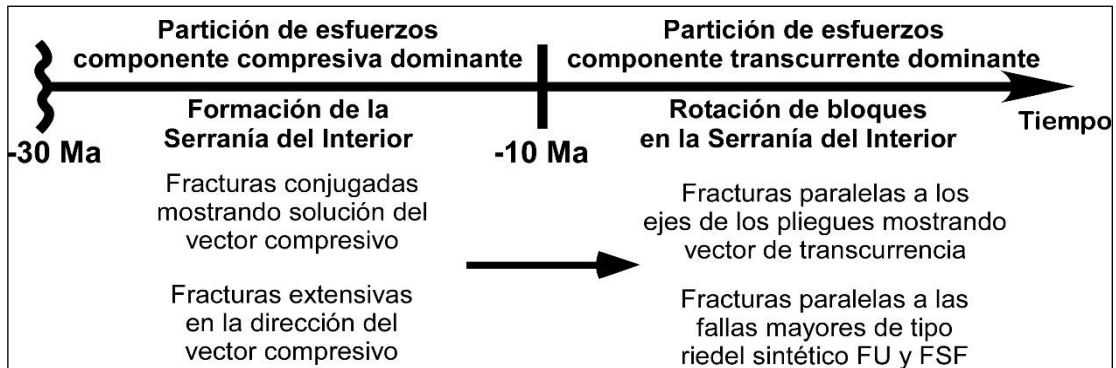 Partición de esfuerzos
componente compresiva dominante
Partición de esfuerzos
componente transcurrente dominante
Formación de la
Serranía del Interior
Rotación de bloques
en la Serranía del Interior
Tiempo
-30 Ma
-10 Ma
Fracturas conjugadas
mostrando solución del
vector compresivo
Fracturas paralelas a los
ejes de los pliegues mostrando
vector de transcurrencia
Fracturas extensivas
en la dirección del
vector compresivo
Fracturas paralelas a las
fallas mayores de tipo
riedel sintético FU y FSF